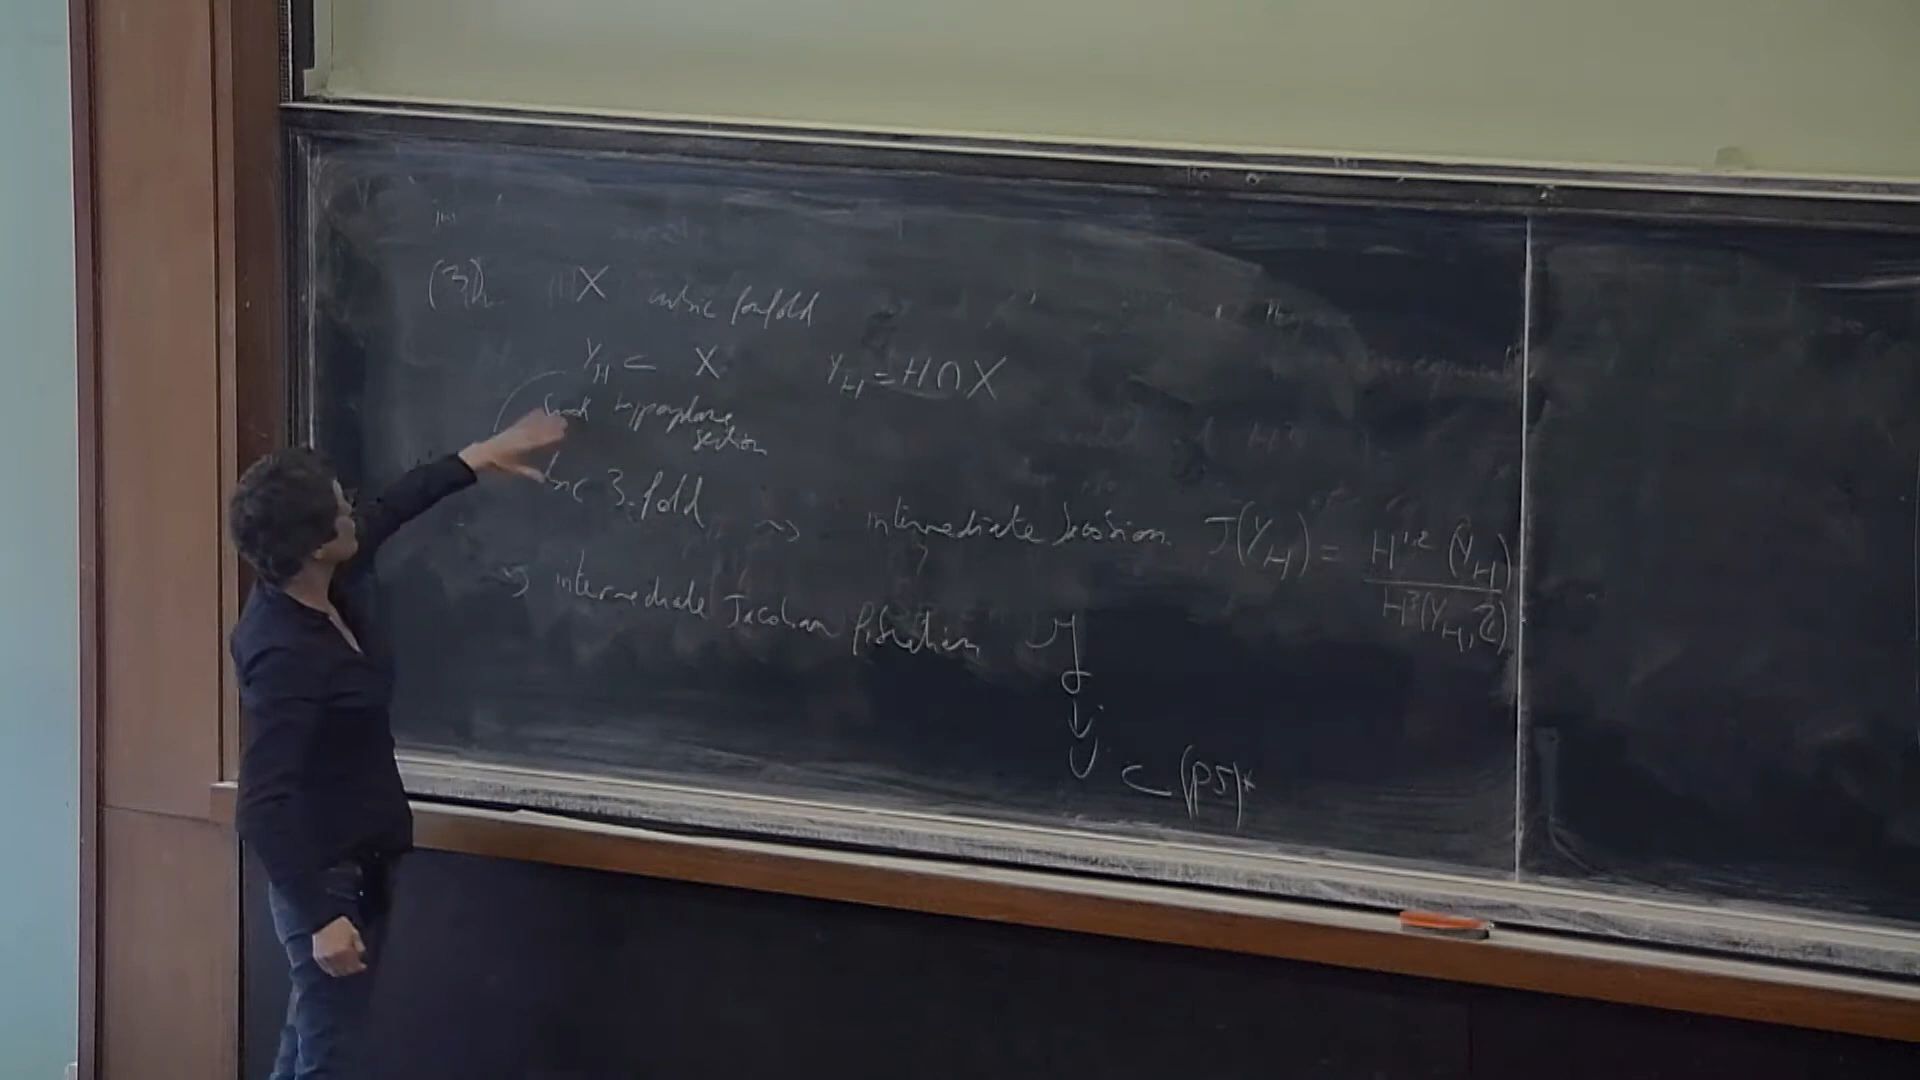 (3) X cubic fourfold
Y_H ⊂ X Y_H = H ∩ X
smooth hyperplane
section
3-fold ⇝ intermediate Jacobian J(Y_H) = H^{1,2}(Y_H) / H^3(Y_H, Z)
⇝ intermediate Jacobian fibration J
↓
U ⊂ (P5)*